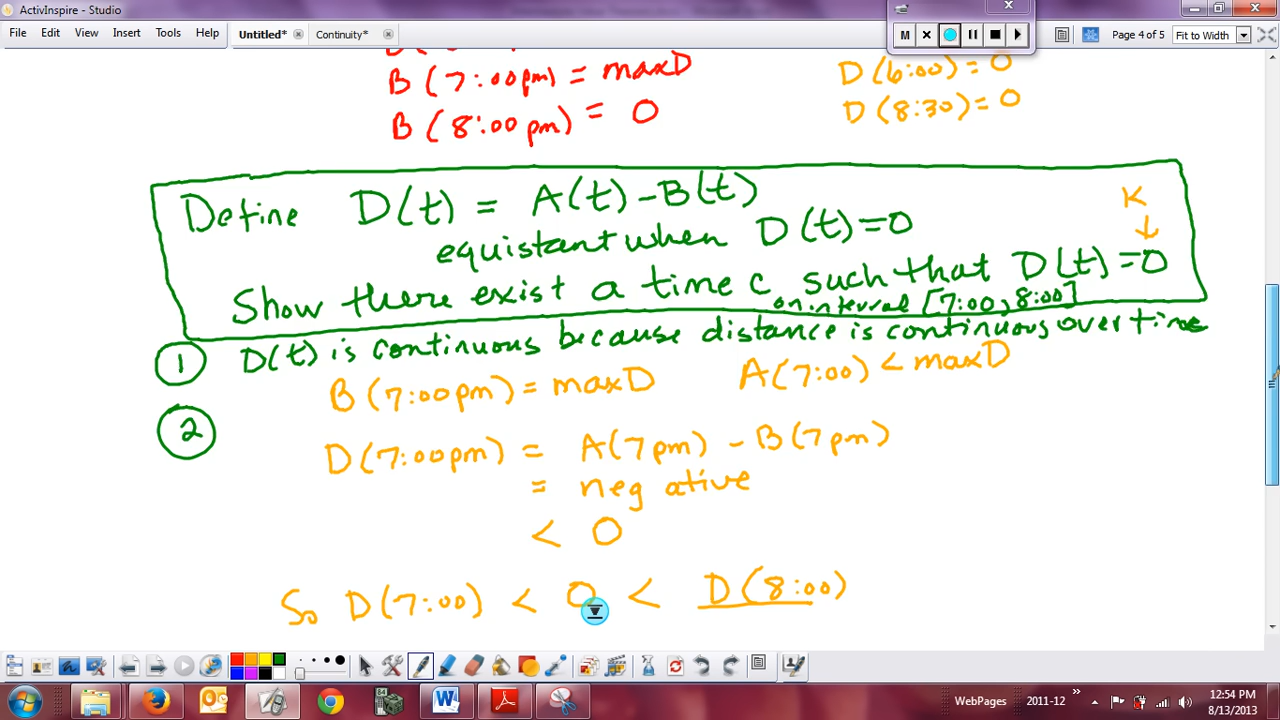 ActivInspire - Studio
File Edit View Insert Tools Help
Untitled* Continuity*
M
Page 4 of 5 Fit to Width
B (7:00pm) = maxD
B (8:00 pm) = 0
D (6:00) = 0
D (8:30) = 0
Define D(t) = A(t) - B(t)
equistant when D(t) = 0
K
↓
Show there exist a time c such that D(t) = 0
on interval [7:00, 8:00]
① D(t) is continuous because distance is continuous over time
B (7:00pm) = maxD A(7:00) < maxD
②
D(7:00pm) = A(7pm) - B(7pm)
= negative
< 0
So D(7:00) < 0 < D(8:00)
WebPages 2011-12 »
12:54 PM
8/13/2013